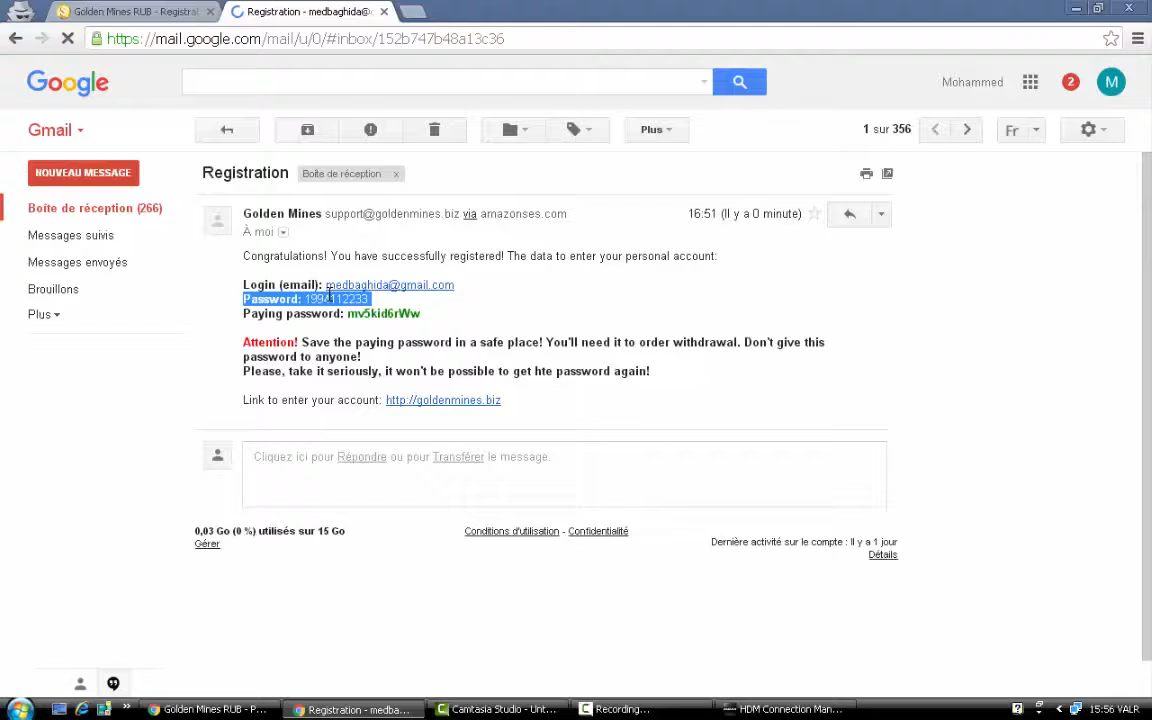 Golden Mines RUB - Registra
Registration - medbaghida@
https://mail.google.com/mail/u/0/#inbox/152b747b48a13c36
Google
Mohammed
2
M
Gmail
Plus
1 sur 356
Fr
NOUVEAU MESSAGE
Registration
Boîte de réception x
Boîte de réception (266)
Golden Mines support@goldenmines.biz via amazonses.com
16:51 (Il y a 0 minute)
Messages suivis
À moi
Messages envoyés
Congratulations! You have successfully registered! The data to enter your personal account:
Brouillons
Login (email): medbaghida@gmail.com
Password:
Plus
Paying password: mv5kid6rWw
Attention! Save the paying password in a safe place! You'll need it to order withdrawal. Don't give this
password to anyone!
Please, take it seriously, it won't be possible to get hte password again!
Link to enter your account: http://goldenmines.biz
Cliquez ici pour Répondre ou pour Transférer le message.
0,03 Go (0 %) utilisés sur 15 Go
Gérer
Conditions d'utilisation - Confidentialité
Dernière activité sur le compte : Il y a 1 jour
Détails
Golden Mines RUB - P...
Registration - medba...
Camtasia Studio - Unt...
Recording...
HDM Connection Man...
15:56 VALR